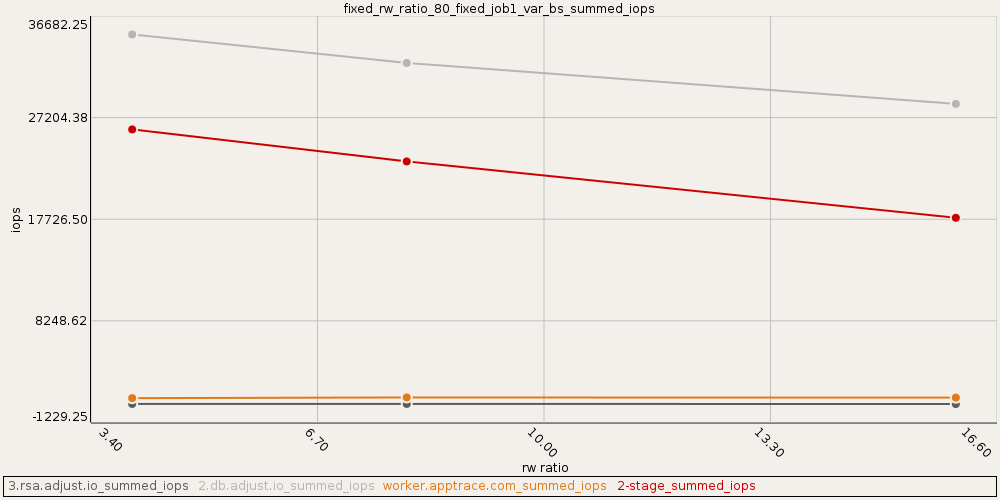 fixed_rw_ratio_80_fixed_job1_var_bs_summed_iops
36682.25
27204.38
17726.50
8248.62
-1229.25
iops
3.40 6.70 10.00 13.30 16.60
rw ratio
3.rsa.adjust.io_summed_iops 2.db.adjust.io_summed_iops worker.apptrace.com_summed_iops 2-stage_summed_iops